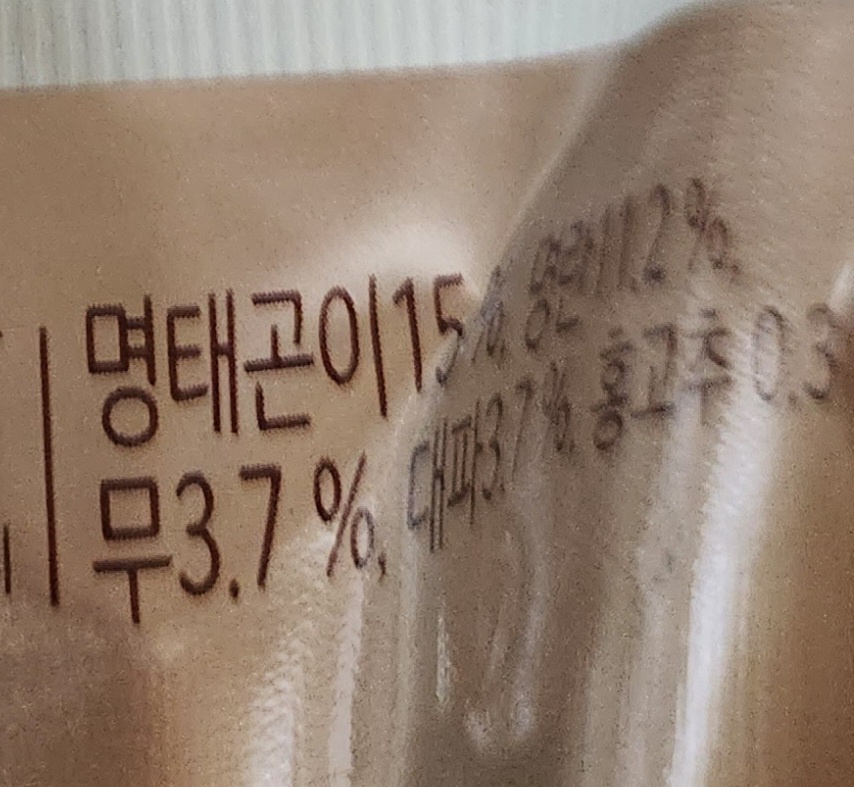 명태곤이15%, 명란11.2%,
무3.7%, 대파3.7%, 홍고추 0.3